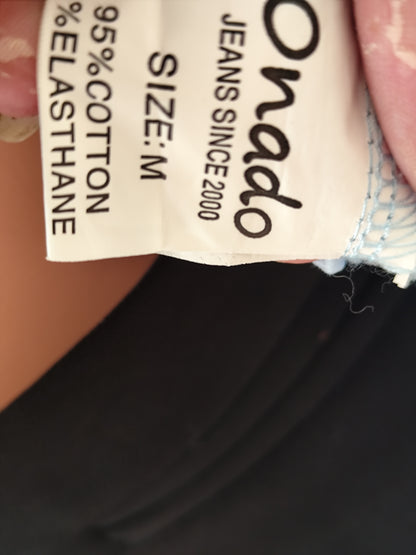 Onado
JEANS SINCE 2000
SIZE: M
95%COTTON
%ELASTHANE